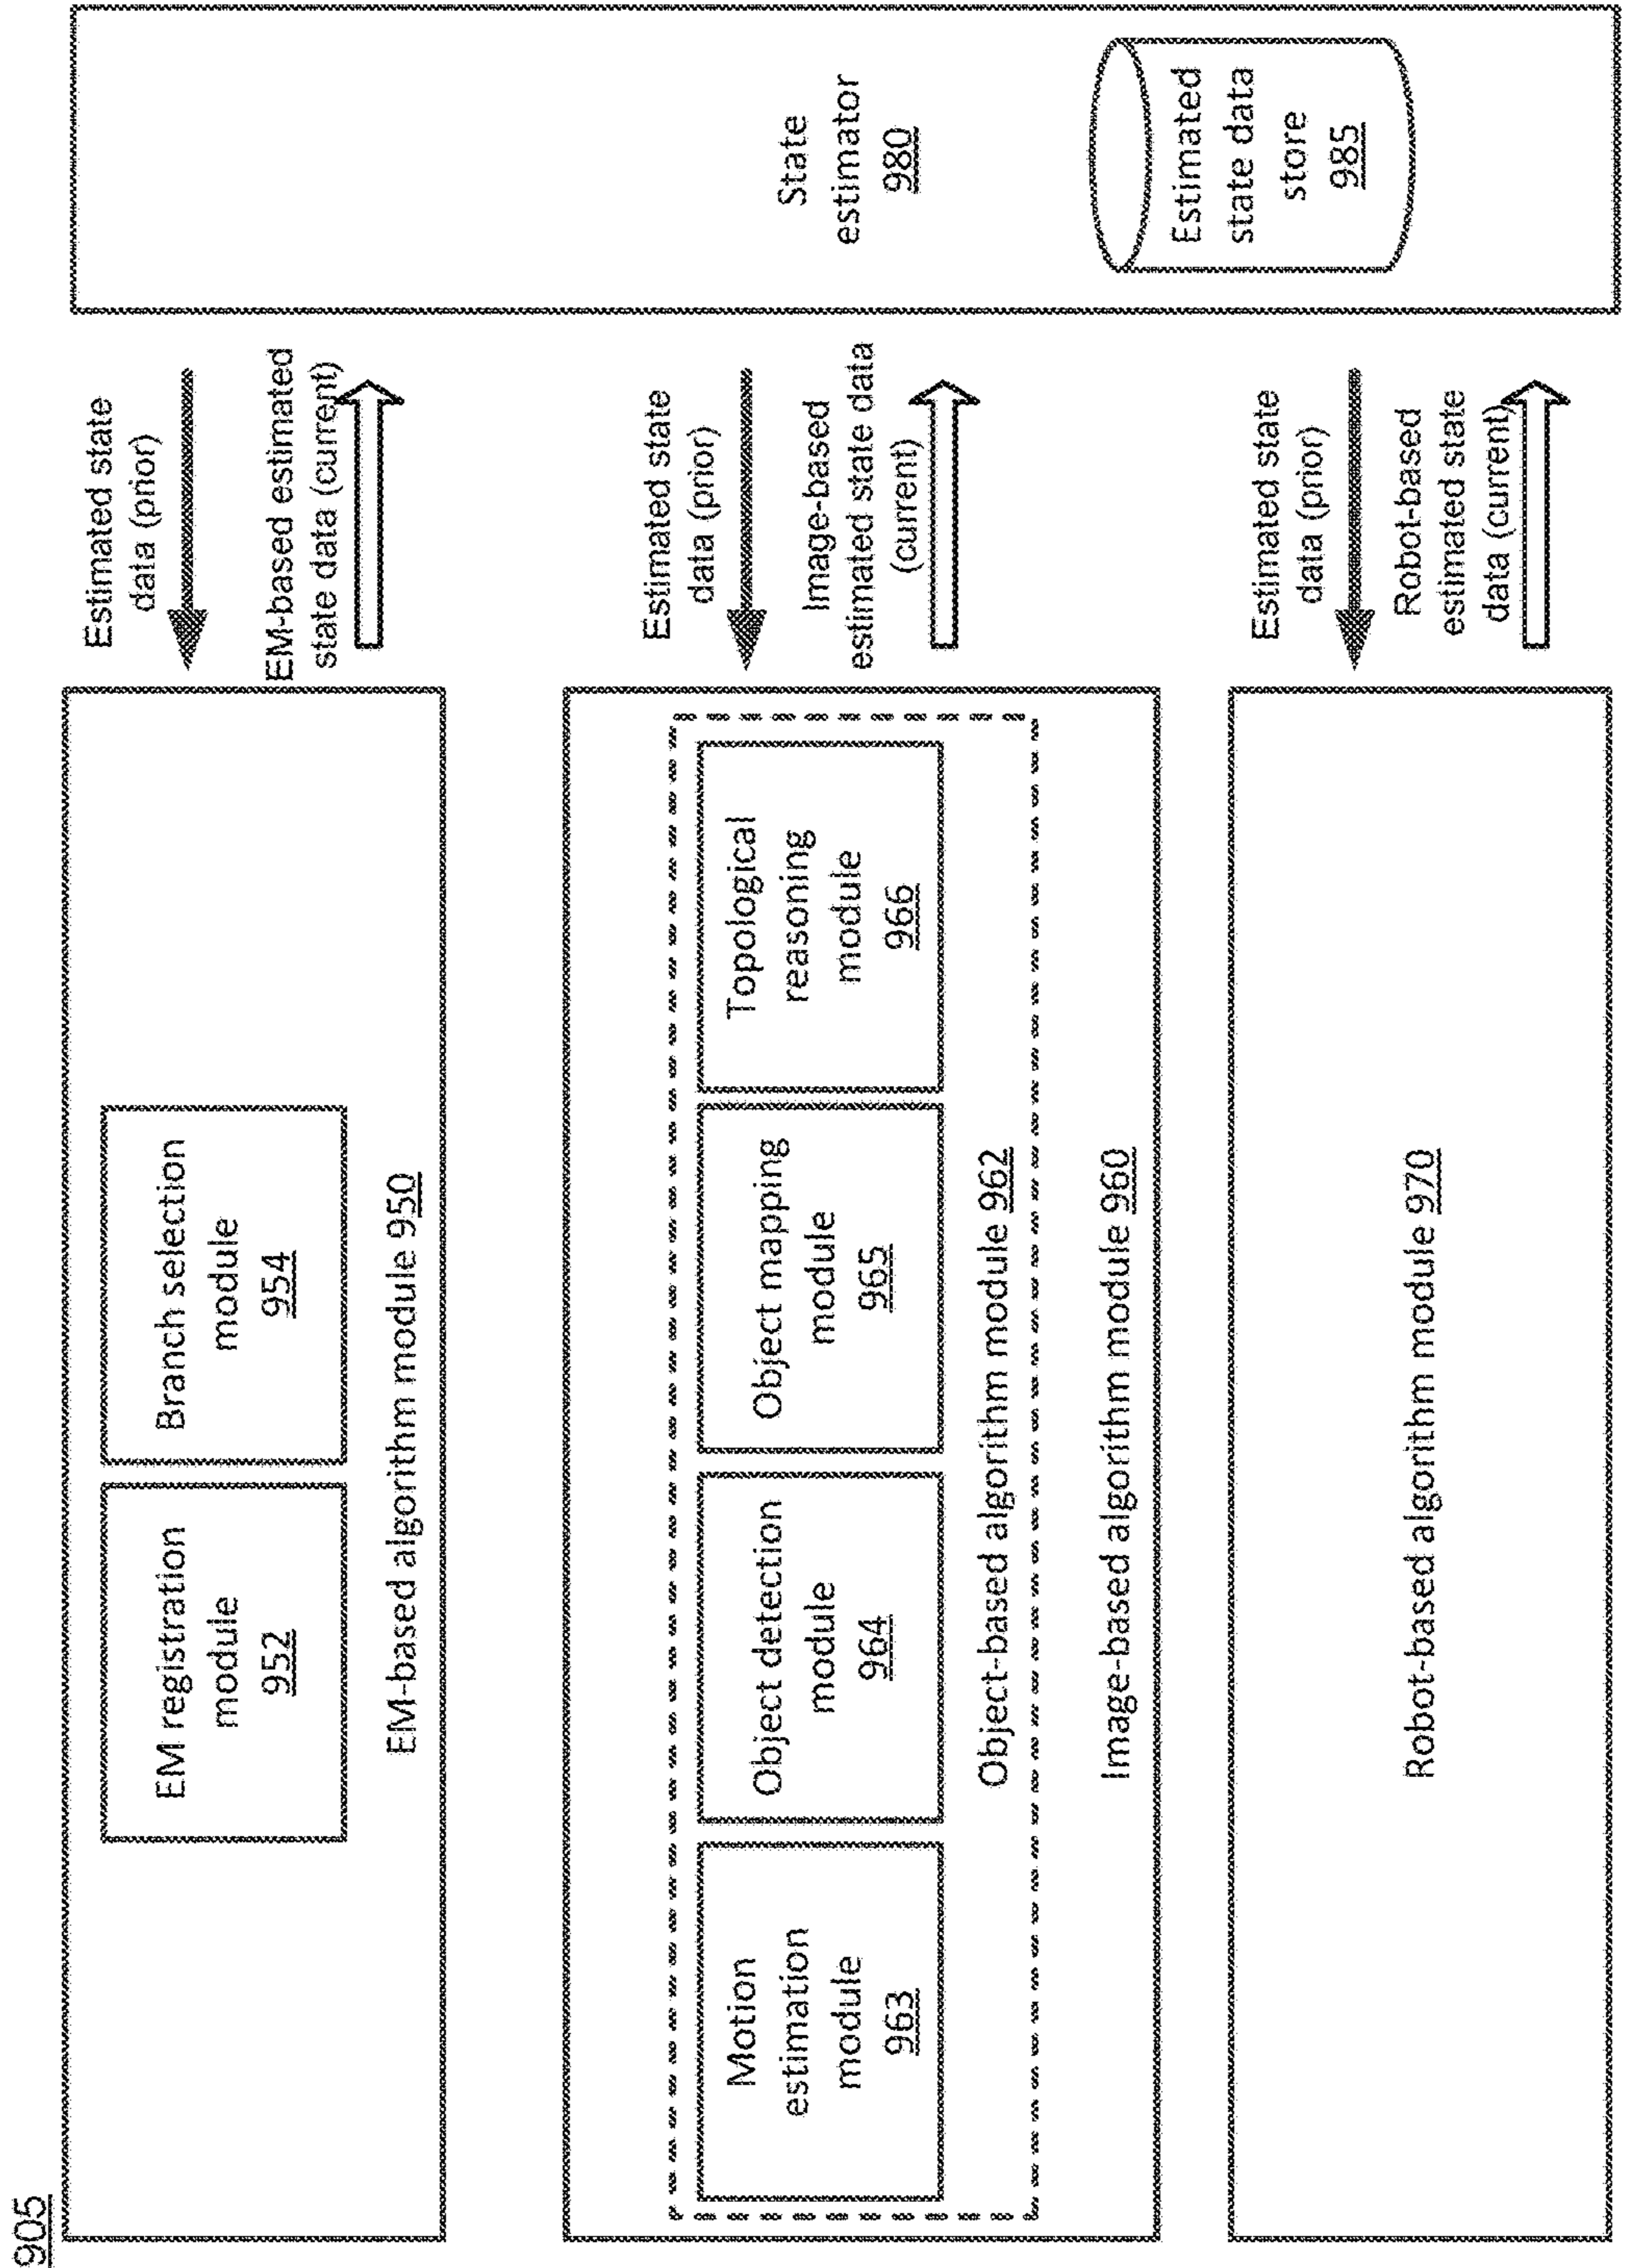 905
EM registration
module
952
Branch selection
module
954
EM-based algorithm module 950
Estimated state
data (prior)
EM-based estimated
state data (current)
Motion
estimation
module
963
Object detection
module
964
Object mapping
module
965
Topological
reasoning
module
966
Object-based algorithm module 962
Image-based algorithm module 960
Estimated state
data (prior)
Image-based
estimated state data
(current)
Robot-based algorithm module 970
Estimated state
data (prior)
Robot-based
estimated state
data (current)
State
estimator
980
Estimated
state data
store
985